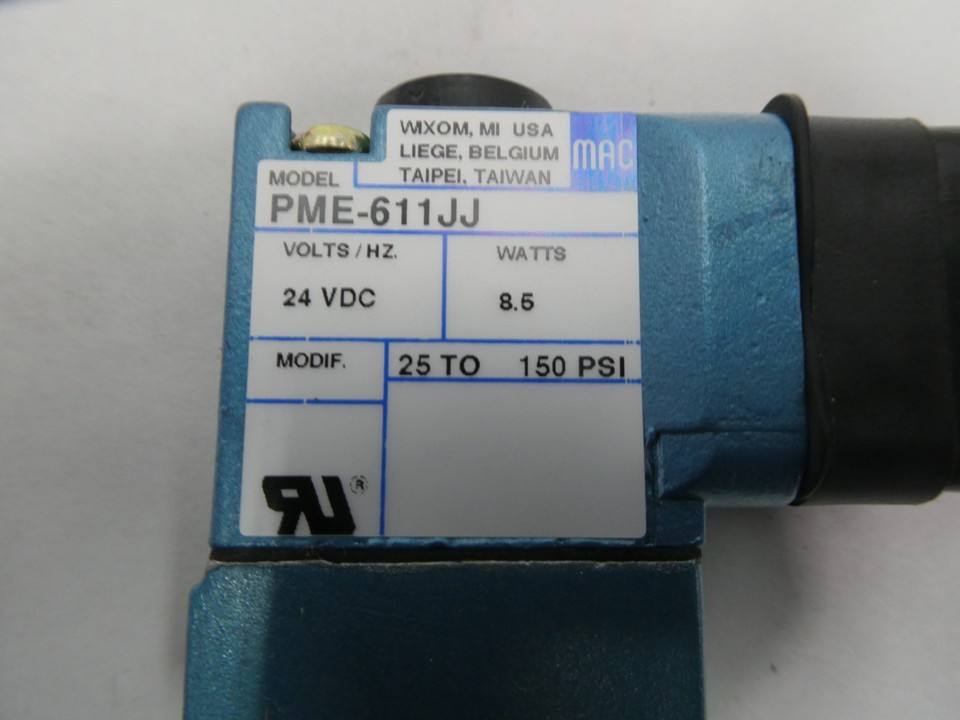 WIXOM, MI USA
LIEGE, BELGIUM
TAIPEI, TAIWAN
MAC
MODEL
PME-611JJ
VOLTS/HZ.
WATTS
24 VDC
8.5
MODIF.
25 TO 150 PSI
RU®